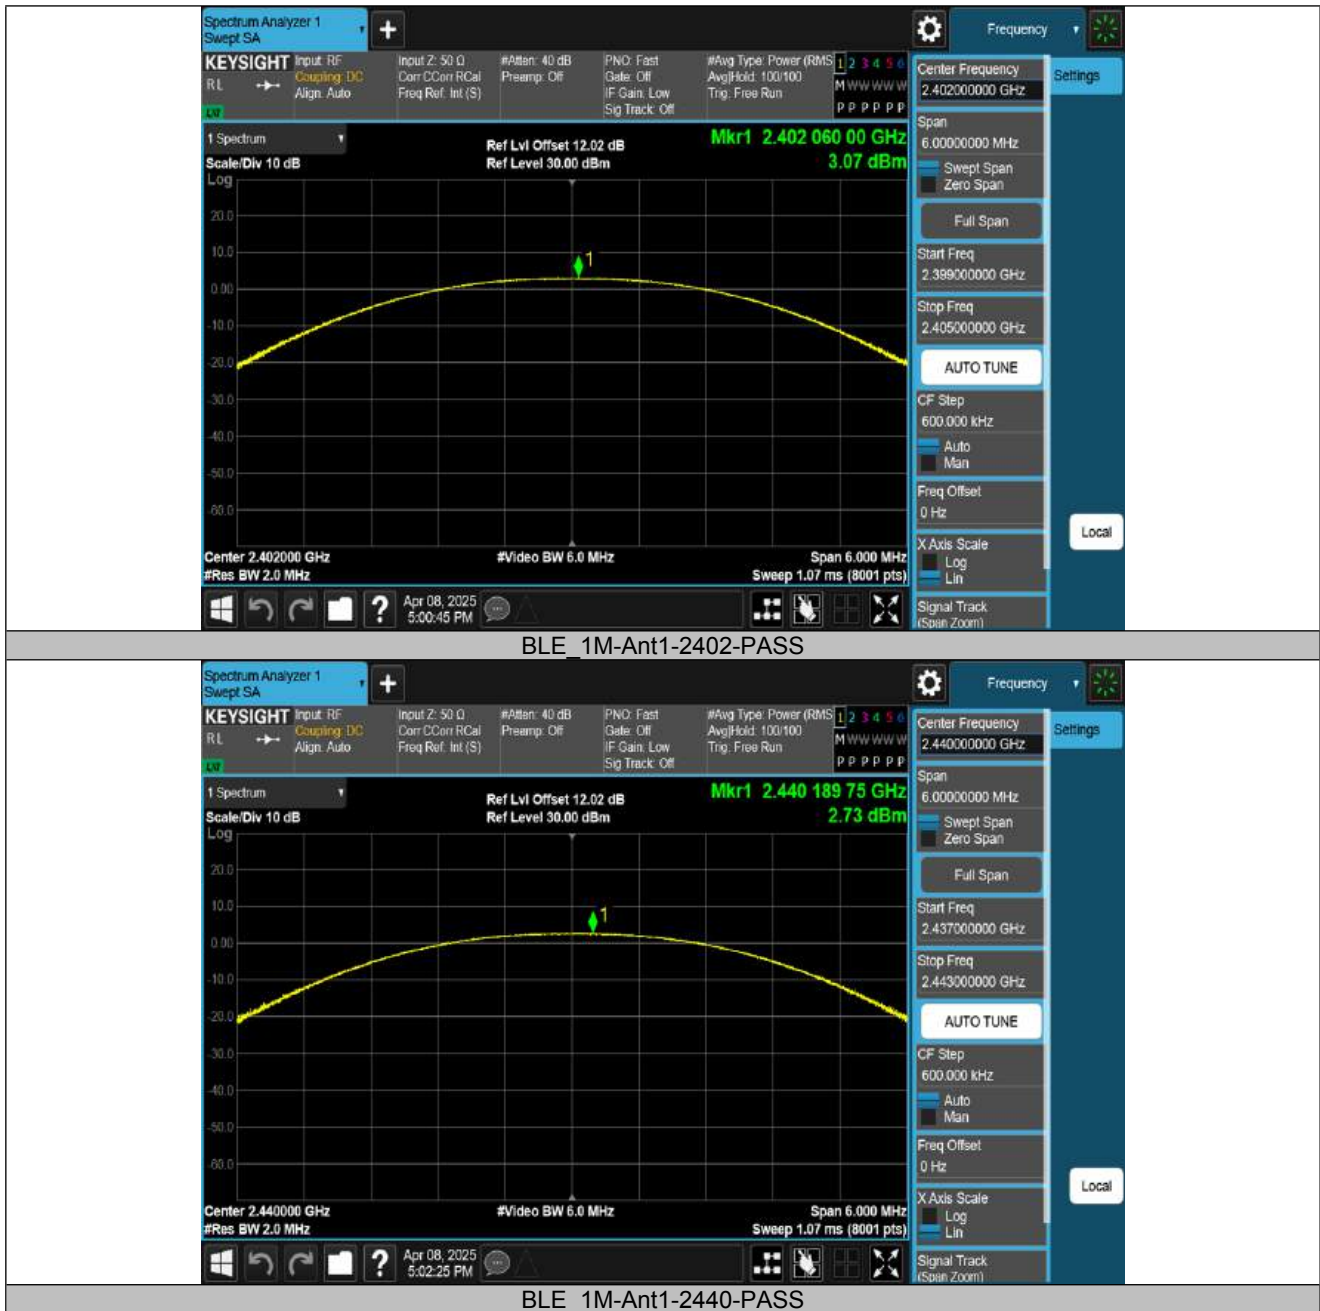 Spectrum Analyzer 1
Swept SA
Frequency
KEYSIGHT
RL
Input: RF
Coupling: DC
Align: Auto
Input Z: 50 Ω
Corr CCorr RCal
Freq Ref: Int (S)
#Atten: 40 dB
Preamp: Off
PNO: Fast
Gate: Off
IF Gain: Low
Sig Track: Off
#Avg Type: Power (RMS
Avg|Hold: 100/100
Trig: Free Run
1 2 3 4 5 6
M W W W W W
P P P P P P
1 Spectrum
Scale/Div 10 dB
Log
Ref Lvl Offset 12.02 dB
Ref Level 30.00 dBm
Mkr1 2.402 060 00 GHz
3.07 dBm
1
20.0
10.0
0.00
-10.0
-20.0
-30.0
-40.0
-50.0
-60.0
Center 2.402000 GHz
#Res BW 2.0 MHz
#Video BW 6.0 MHz
Span 6.000 MHz
Sweep 1.07 ms (8001 pts)
Apr 08, 2025
5:00:45 PM
Center Frequency
2.402000000 GHz
Settings
Span
6.00000000 MHz
Swept Span
Zero Span
Full Span
Start Freq
2.399000000 GHz
Stop Freq
2.405000000 GHz
AUTO TUNE
CF Step
600.000 kHz
Auto
Man
Freq Offset
0 Hz
Local
X Axis Scale
Log
Lin
Signal Track
(Span Zoom)
BLE_1M-Ant1-2402-PASS
Spectrum Analyzer 1
Swept SA
Frequency
KEYSIGHT
RL
Input: RF
Coupling: DC
Align: Auto
Input Z: 50 Ω
Corr CCorr RCal
Freq Ref: Int (S)
#Atten: 40 dB
Preamp: Off
PNO: Fast
Gate: Off
IF Gain: Low
Sig Track: Off
#Avg Type: Power (RMS
Avg|Hold: 100/100
Trig: Free Run
1 2 3 4 5 6
M W W W W W
P P P P P P
1 Spectrum
Scale/Div 10 dB
Log
Ref Lvl Offset 12.02 dB
Ref Level 30.00 dBm
Mkr1 2.440 189 75 GHz
2.73 dBm
1
20.0
10.0
0.00
-10.0
-20.0
-30.0
-40.0
-50.0
-60.0
Center 2.440000 GHz
#Res BW 2.0 MHz
#Video BW 6.0 MHz
Span 6.000 MHz
Sweep 1.07 ms (8001 pts)
Apr 08, 2025
5:02:25 PM
Center Frequency
2.440000000 GHz
Settings
Span
6.00000000 MHz
Swept Span
Zero Span
Full Span
Start Freq
2.437000000 GHz
Stop Freq
2.443000000 GHz
AUTO TUNE
CF Step
600.000 kHz
Auto
Man
Freq Offset
0 Hz
Local
X Axis Scale
Log
Lin
Signal Track
(Span Zoom)
BLE_1M-Ant1-2440-PASS